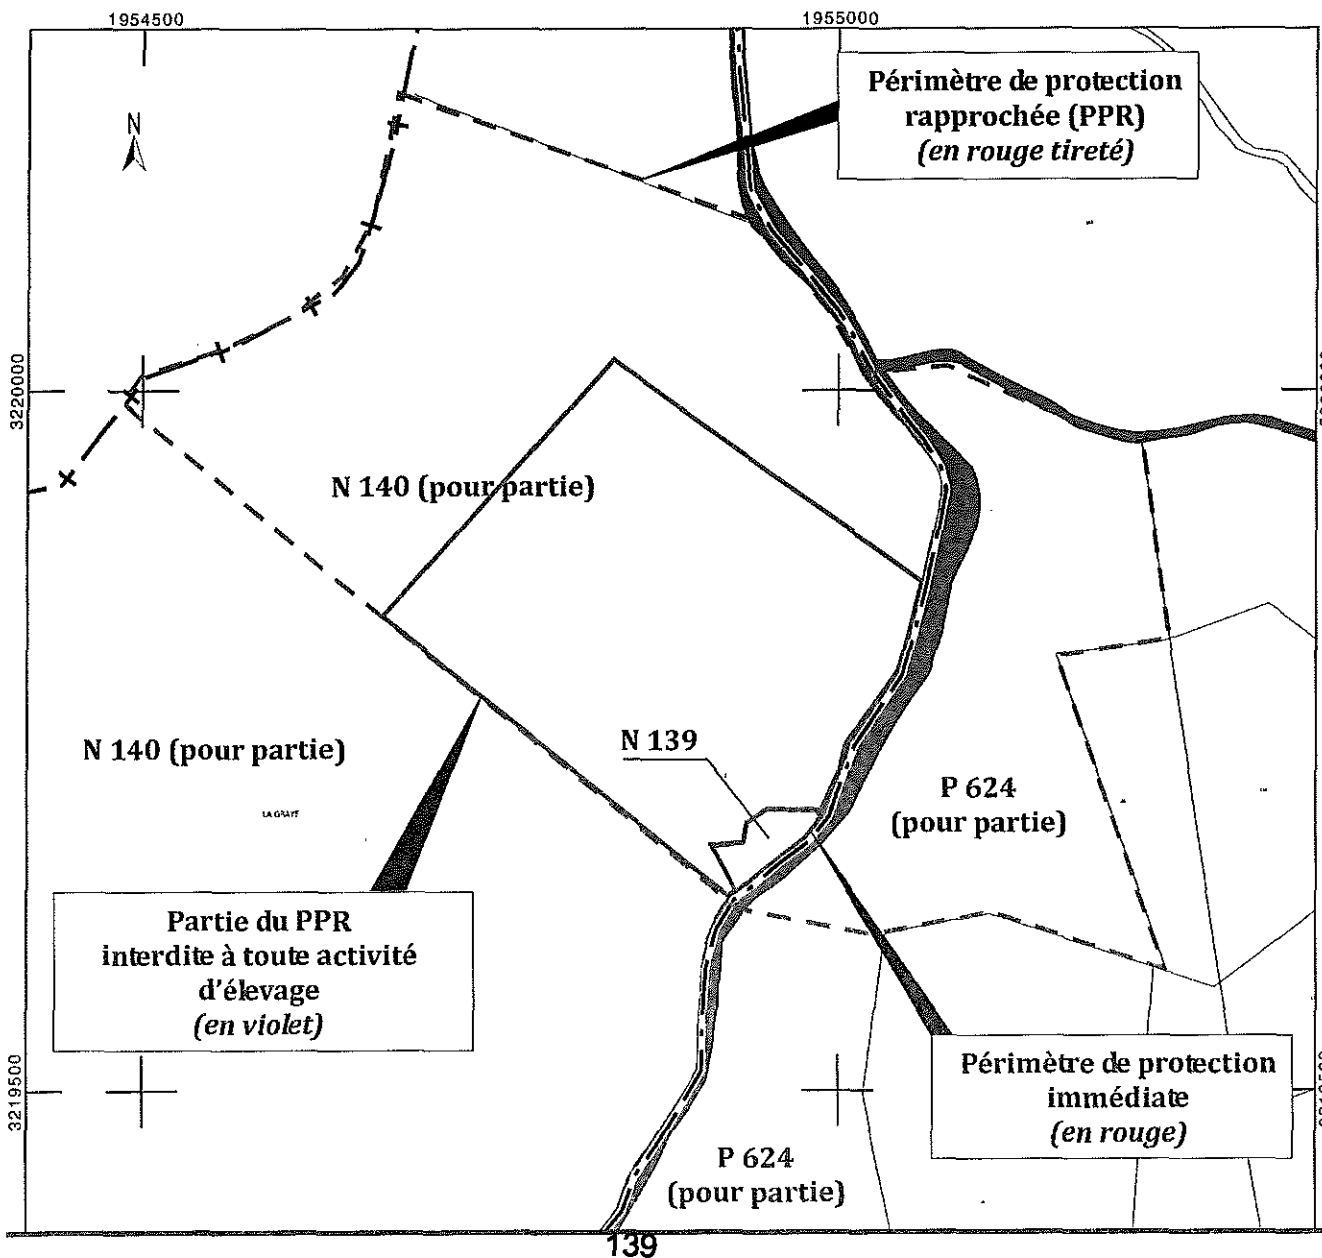 1954500
1955000
Périmètre de protection
rapprochée (PPR)
(en rouge tireté)
N
3220000
N 140 (pour partie)
N 139
N 140 (pour partie)
P 624
(pour partie)
LA GRAVE
Partie du PPR
interdite à toute activité
d'élevage
(en violet)
Périmètre de protection
immédiate
(en rouge)
3219500
P 624
(pour partie)
139